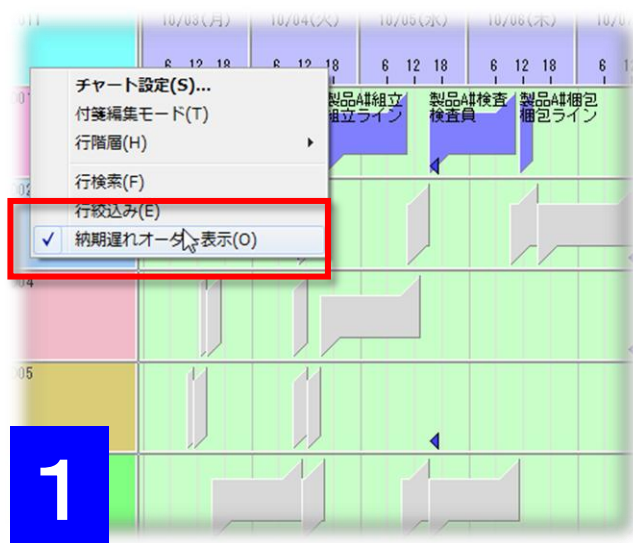 10/03(月) 10/04(火) 10/05(水) 10/06(木)
6 12 18 6 12 18 6 12 18 6 12 18 6
チャート設定(S)...
付箋編集モード(T)
行階層(H)
行検索(F)
行絞込み(E)
✓ 納期遅れオーダー表示(O)
製品A#組立 製品A#検査 製品A#梱包
組立ライン 検査員 梱包ライン
004
005
1